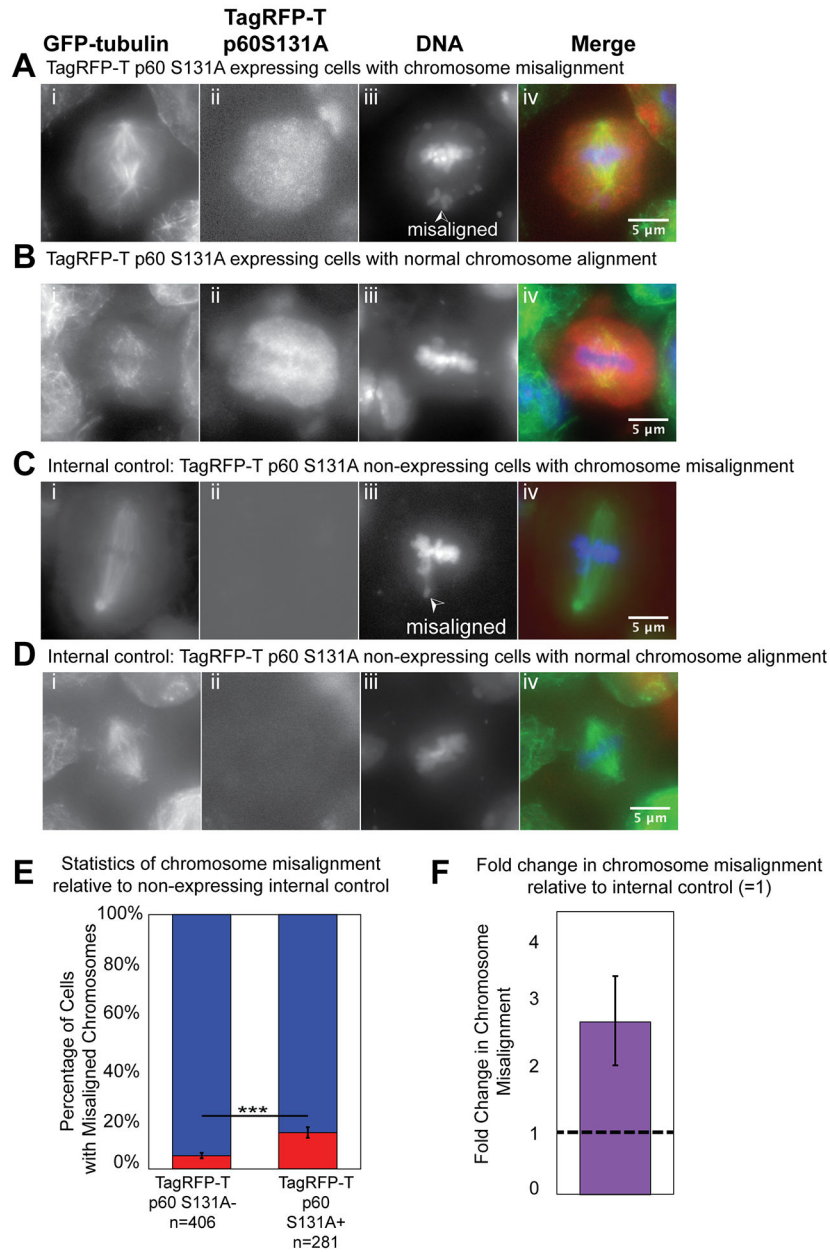 GFP-tubulin
TagRFP-T
p60S131A
DNA
Merge
A
TagRFP-T p60 S131A expressing cells with chromosome misalignment
i
ii
iii
iv
misaligned
5 μm
B
TagRFP-T p60 S131A expressing cells with normal chromosome alignment
i
ii
iii
iv
5 μm
C
Internal control: TagRFP-T p60 S131A non-expressing cells with chromosome misalignment
i
ii
iii
iv
misaligned
5 μm
D
Internal control: TagRFP-T p60 S131A non-expressing cells with normal chromosome alignment
i
ii
iii
iv
5 μm
E
Statistics of chromosome misalignment
relative to non-expressing internal control
Percentage of Cells
with Misaligned Chromosomes
100%
80%
60%
40%
20%
0%
***
TagRFP-T
p60 S131A-
n=406
TagRFP-T
p60
S131A+
n=281
F
Fold change in chromosome misalignment
relative to internal control (=1)
Fold Change in Chromosome
Misalignment
4
3
2
1
0